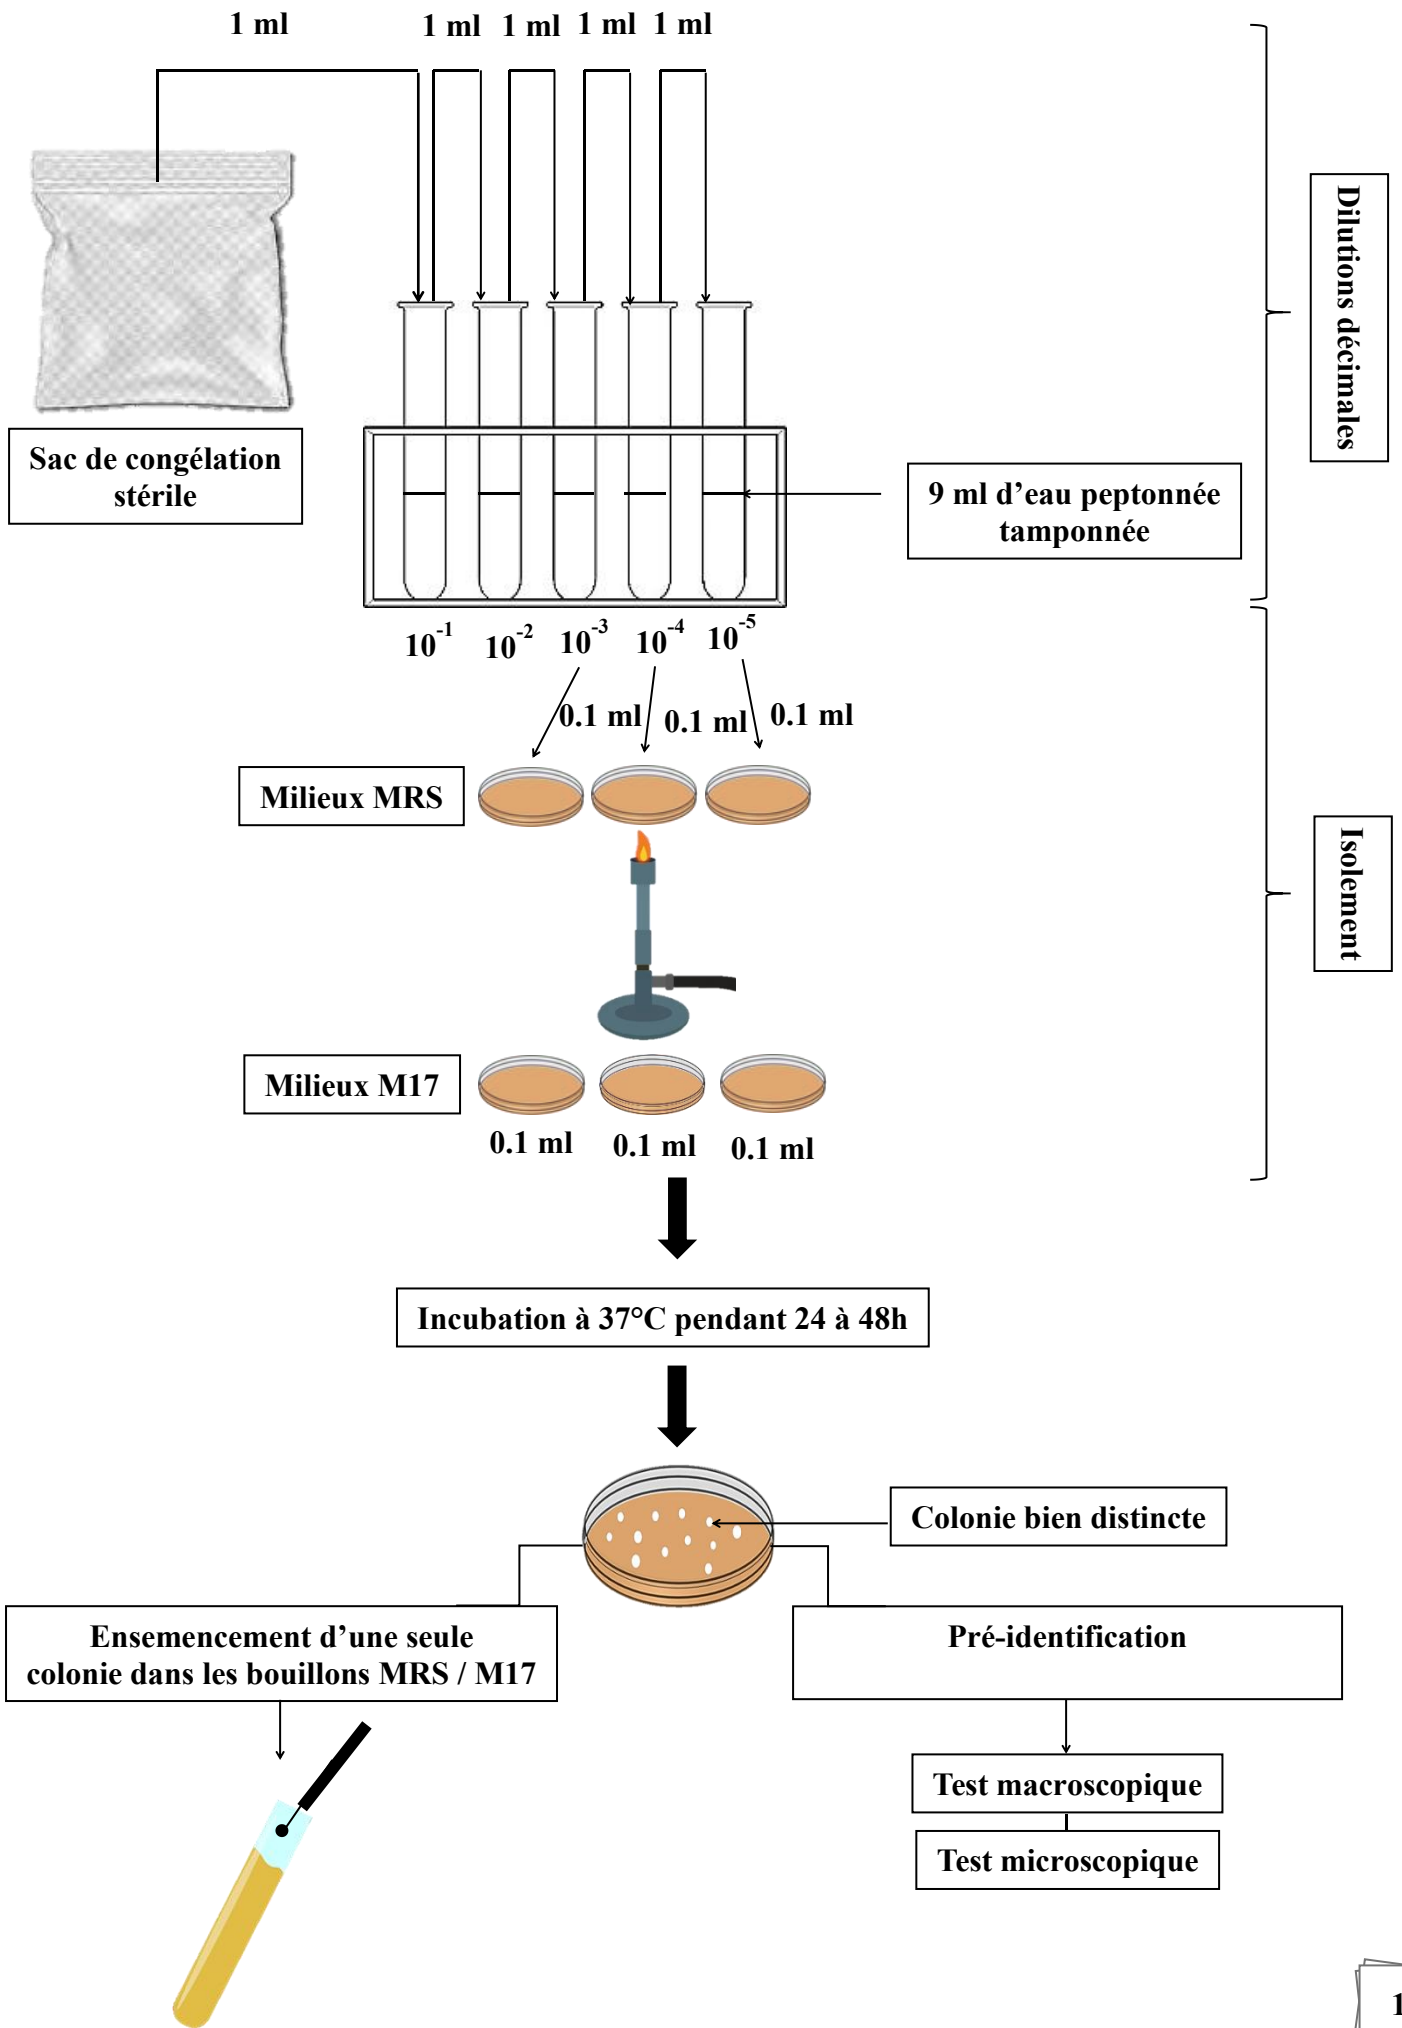 1 ml
1 ml
1 ml
1 ml
1 ml
Dilutions décimales
Sac de congélation
stérile
9 ml d’eau peptonnée
tamponnée
10⁻¹
10⁻²
10⁻³
10⁻⁴
10⁻⁵
0.1 ml
0.1 ml
0.1 ml
Milieux MRS
Isolement
Milieux M17
0.1 ml
0.1 ml
0.1 ml
Incubation à 37°C pendant 24 à 48h
Colonie bien distincte
Ensemencement d’une seule
colonie dans les bouillons MRS / M17
Pré-identification
Test macroscopique
Test microscopique